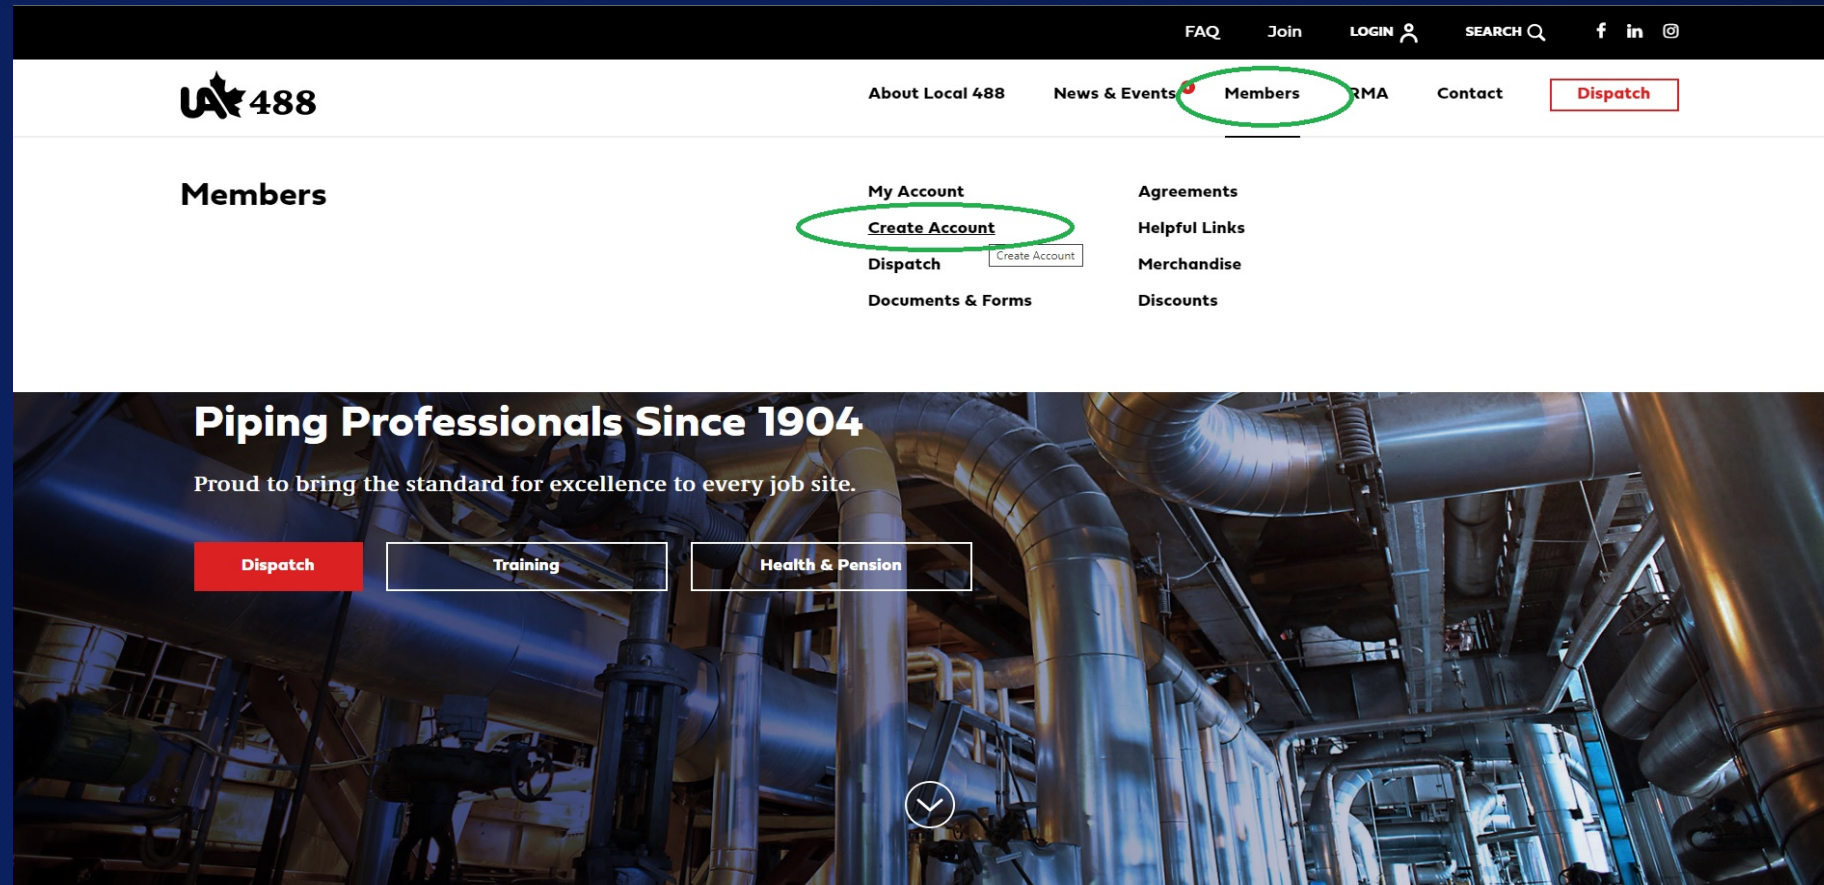 FAQ Join LOGIN SEARCH f in
UA 488
About Local 488 News & Events Members RMA Contact Dispatch
Members
My Account Agreements
Create Account Helpful Links
Create Account
Dispatch Merchandise
Documents & Forms Discounts
Piping Professionals Since 1904
Proud to bring the standard for excellence to every job site.
Dispatch Training Health & Pension